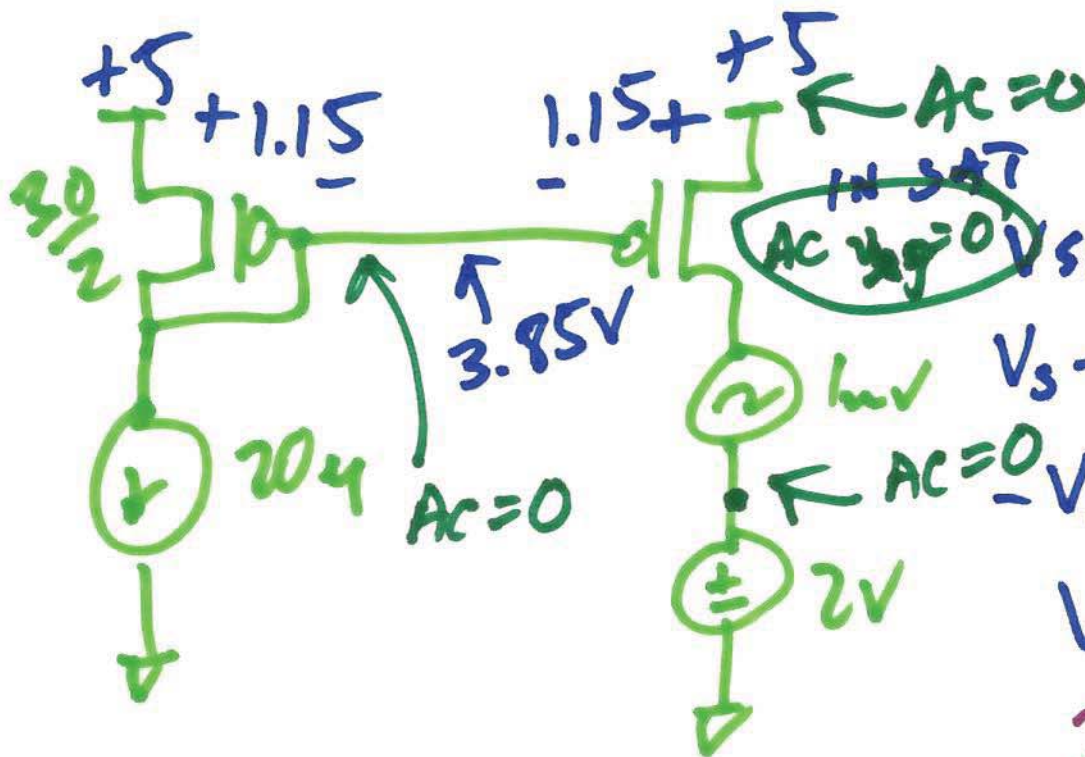 +5
+5
AC=0
+1.15
1.15+
-
-
30
2
IN SAT
AC
=0
Vs
3.85V
1mV
Vs-
20u
AC=0
AC=0
-V
2V
+
-
V